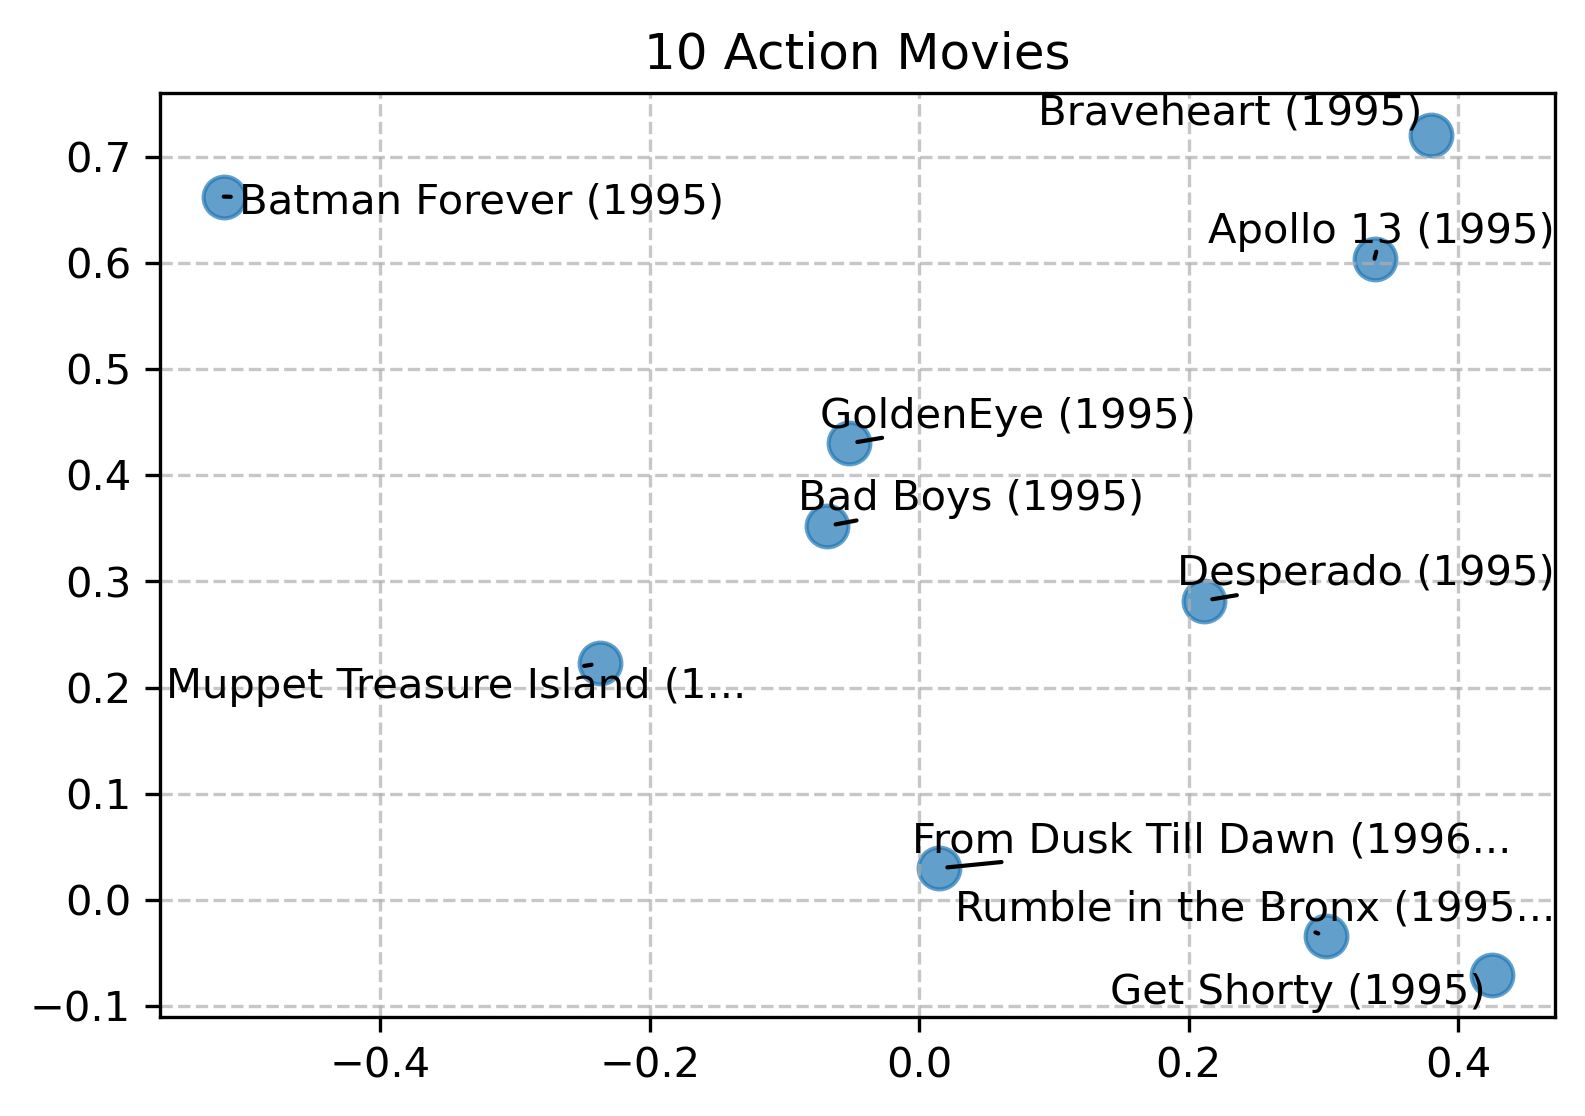 10 Action Movies
Braveheart (1995)
0.7
Batman Forever (1995)
Apollo 13 (1995)
0.6
0.5
GoldenEye (1995)
0.4
Bad Boys (1995)
Desperado (1995)
0.3
Muppet Treasure Island (1...
0.2
0.1
From Dusk Till Dawn (1996...
0.0
Rumble in the Bronx (1995...
Get Shorty (1995)
−0.1
−0.4 −0.2 0.0 0.2 0.4